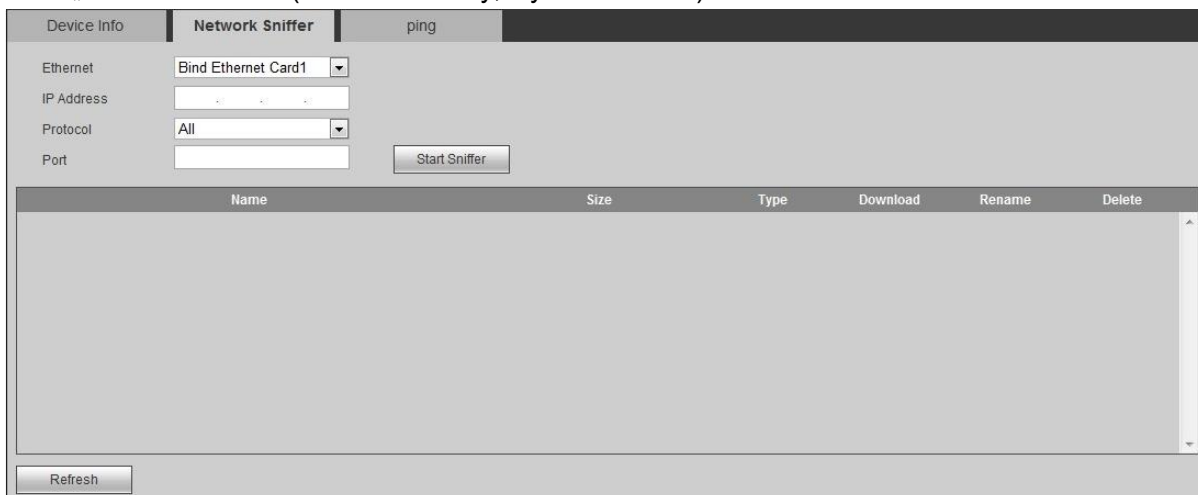 Device Info Network Sniffer ping
Ethernet Bind Ethernet Card1
IP Address . . .
Protocol All
Port Start Sniffer
Name Size Type Download Rename Delete
Refresh